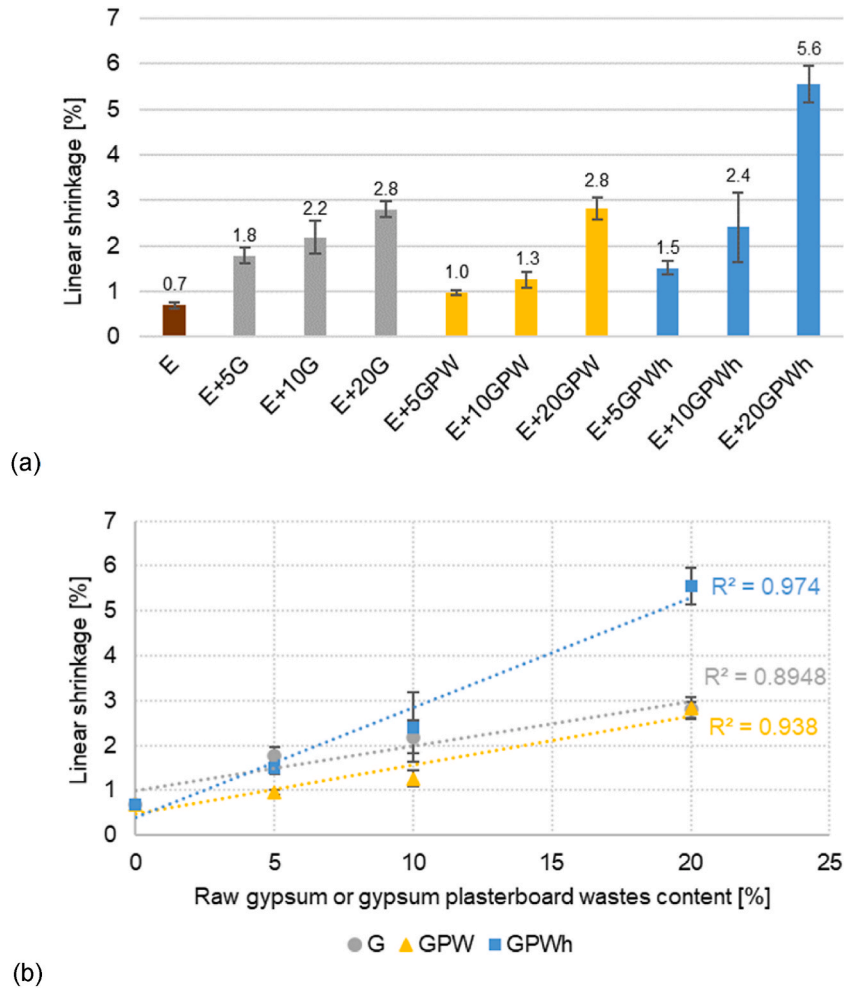 7
6
5
4
3
2
1
0
Linear shrinkage [%]
0.7
1.8
2.2
2.8
1.0
1.3
2.8
1.5
2.4
5.6
E
E+5G
E+10G
E+20G
E+5GPW
E+10GPW
E+20GPW
E+5GPWh
E+10GPWh
E+20GPWh
(a)
7
6
5
4
3
2
1
0
Linear shrinkage [%]
R² = 0.974
R² = 0.8948
R² = 0.938
0 5 10 15 20 25
Raw gypsum or gypsum plasterboard wastes content [%]
G GPW GPWh
(b)